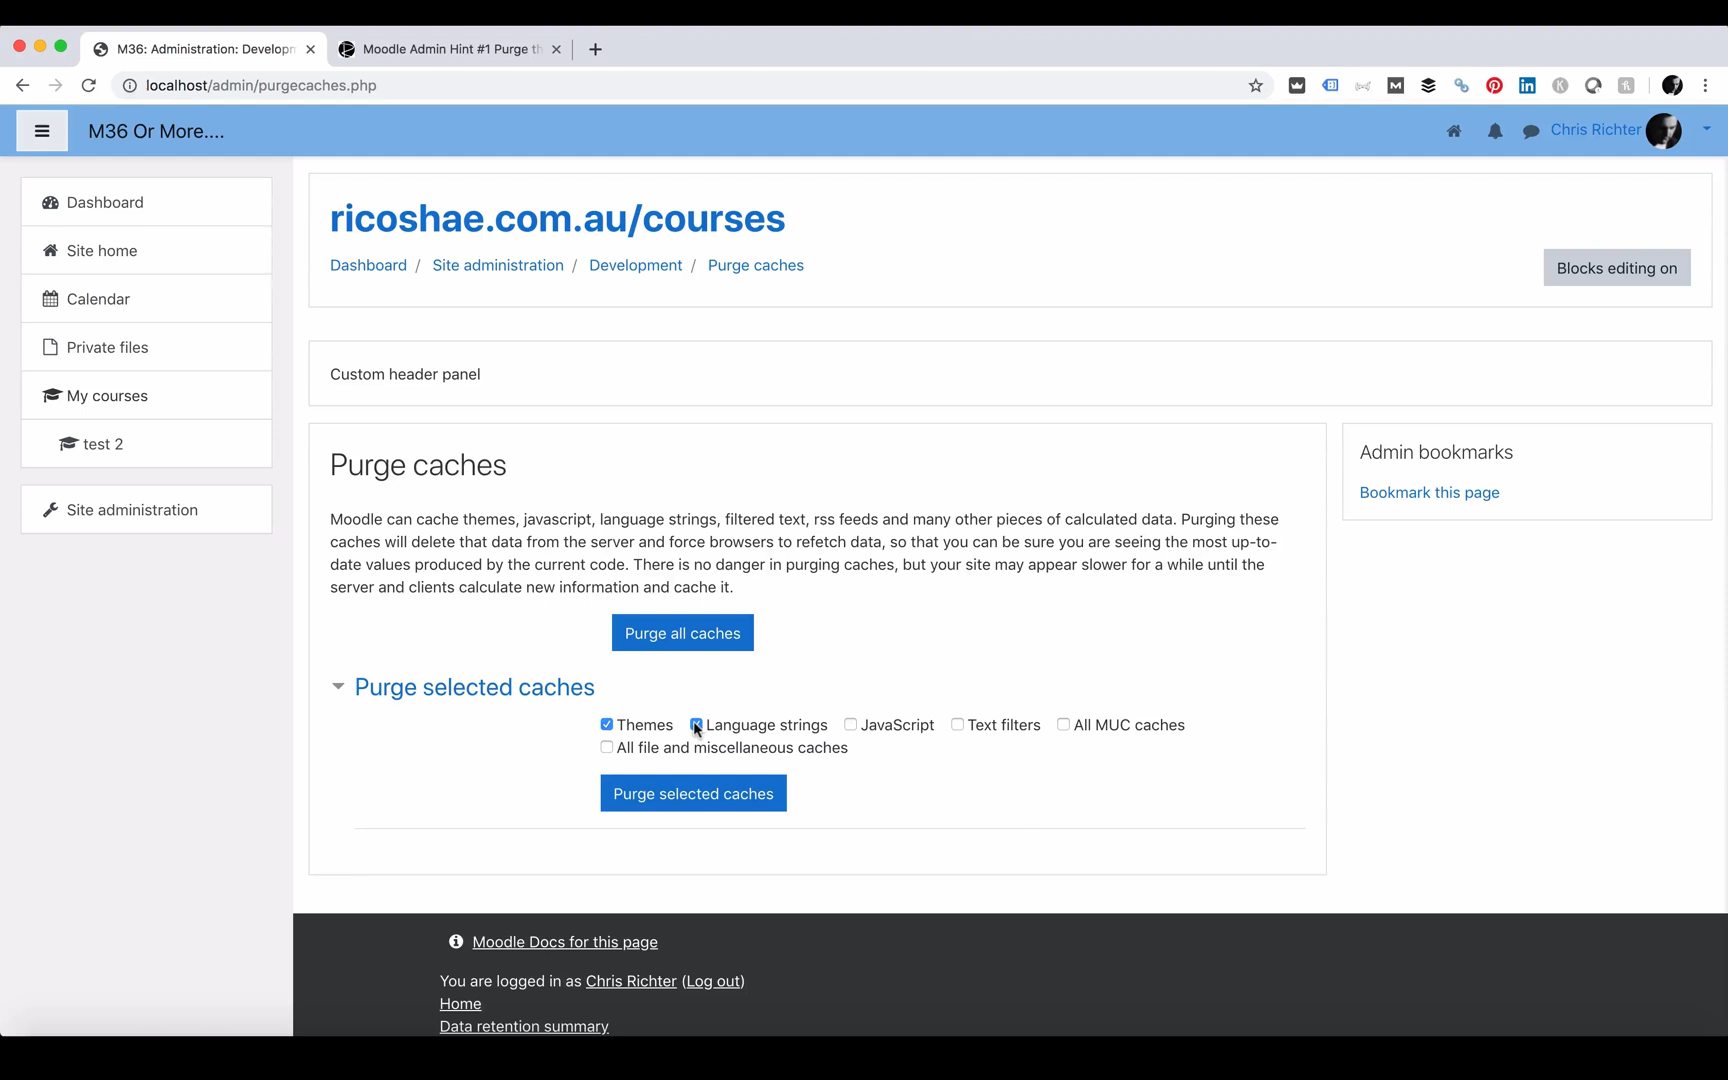 M36: Administration: Developm
Moodle Admin Hint #1 Purge th
localhost/admin/purgecaches.php
M36 Or More....
Chris Richter
Dashboard
Site home
Calendar
Private files
My courses
test 2
Site administration
ricoshae.com.au/courses
Dashboard / Site administration / Development / Purge caches
Blocks editing on
Custom header panel
Purge caches
Moodle can cache themes, javascript, language strings, filtered text, rss feeds and many other pieces of calculated data. Purging these
caches will delete that data from the server and force browsers to refetch data, so that you can be sure you are seeing the most up-to-
date values produced by the current code. There is no danger in purging caches, but your site may appear slower for a while until the
server and clients calculate new information and cache it.
Purge all caches
Purge selected caches
Themes Language strings JavaScript Text filters All MUC caches
All file and miscellaneous caches
Purge selected caches
Admin bookmarks
Bookmark this page
Moodle Docs for this page
You are logged in as Chris Richter (Log out)
Home
Data retention summary